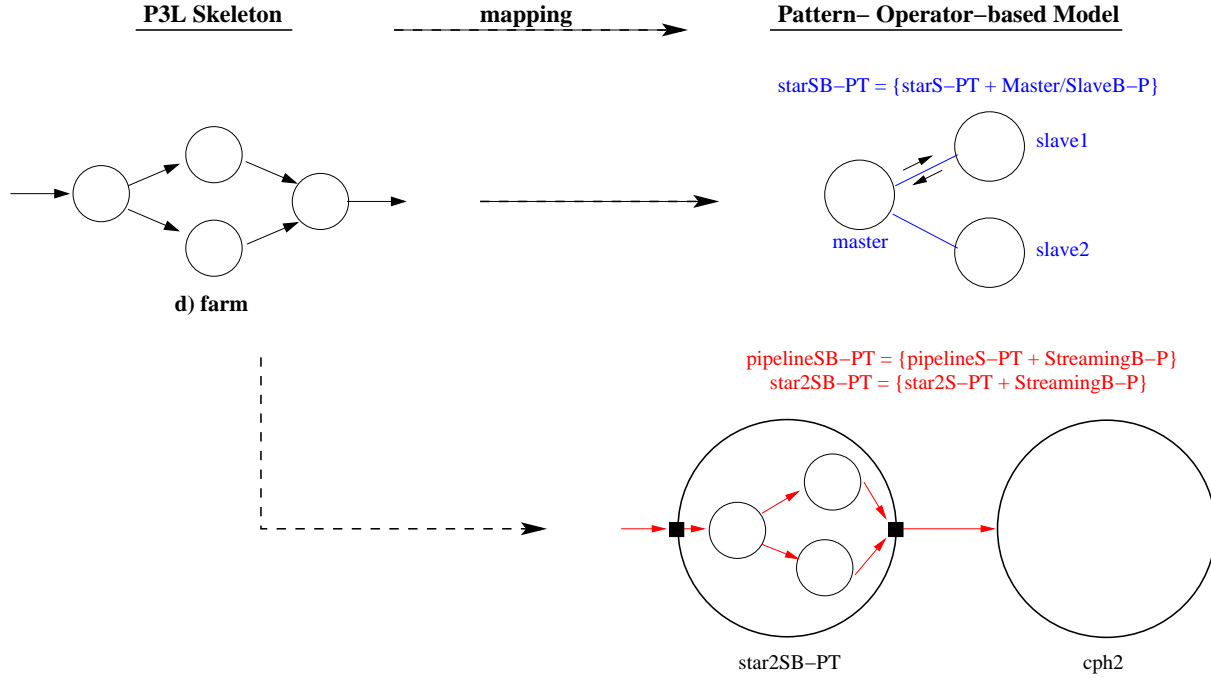 P3L Skeleton
mapping
Pattern− Operator−based Model
starSB−PT = {starS−PT + Master/SlaveB−P}
slave1
master
slave2
d) farm
pipelineSB−PT = {pipelineS−PT + StreamingB−P}
star2SB−PT = {star2S−PT + StreamingB−P}
star2SB−PT
cph2